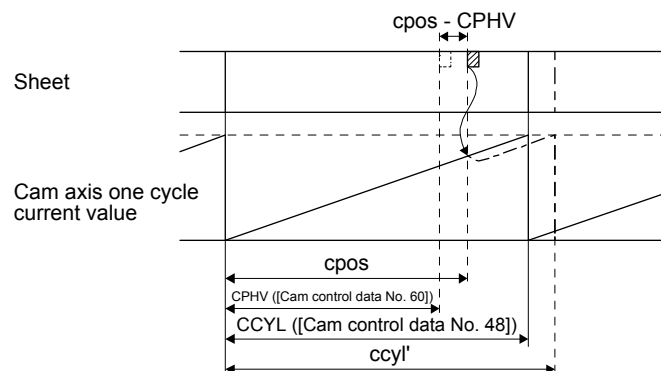 cpos - CPHV
Sheet
Cam axis one cycle
current value
cpos
CPHV ([Cam control data No. 60])
CCYL ([Cam control data No. 48])
ccyl'